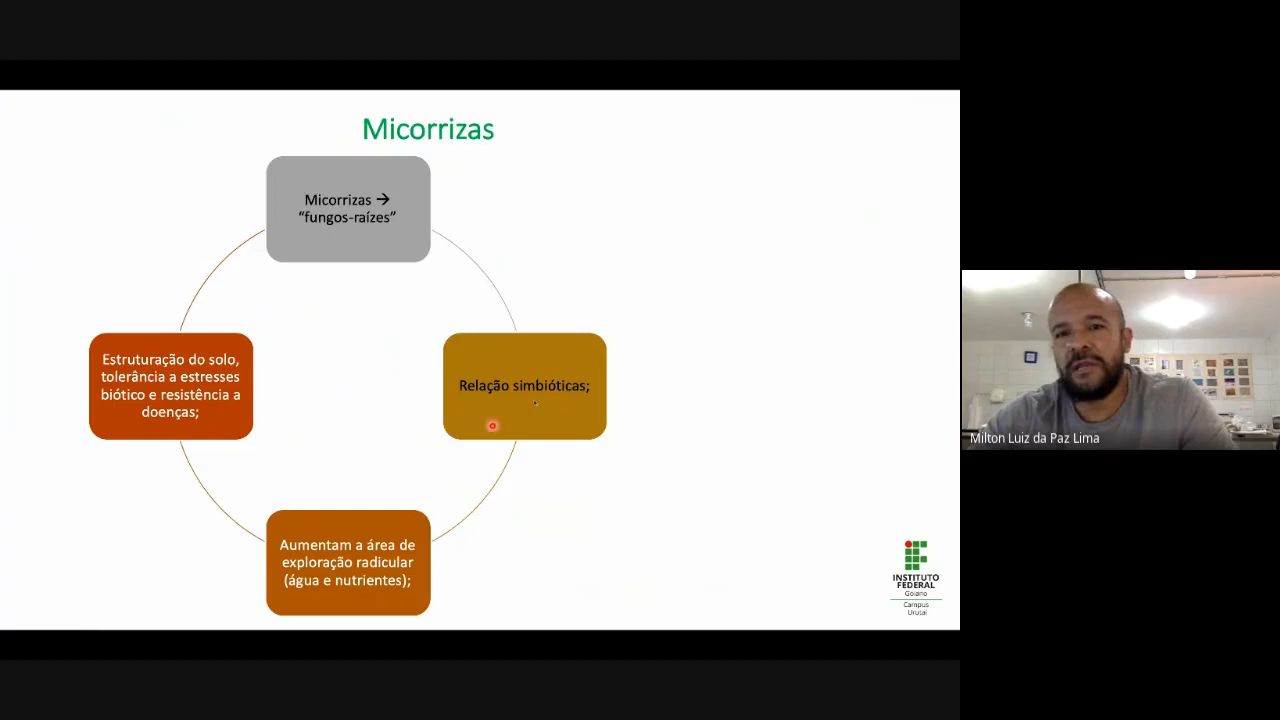 Micorrizas
Micorrizas →
“fungos-raízes”
Estruturação do solo,
tolerância a estresses
biótico e resistência a
doenças;
Relação simbióticas;
Aumentam a área de
exploração radicular
(água e nutrientes);
INSTITUTO
FEDERAL
Goiano
Campus
Urutaí
Milton Luiz da Paz Lima